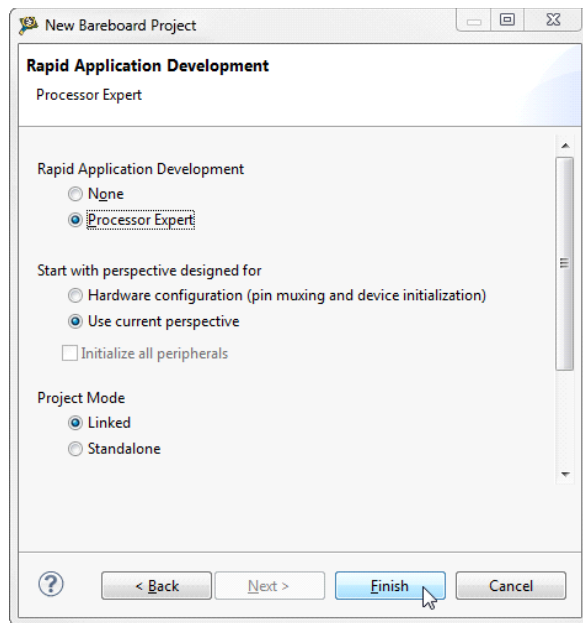 New Bareboard Project
Rapid Application Development
Processor Expert
Rapid Application Development
None
Processor Expert
Start with perspective designed for
Hardware configuration (pin muxing and device initialization)
Use current perspective
Initialize all peripherals
Project Mode
Linked
Standalone
? < Back Next > Finish Cancel